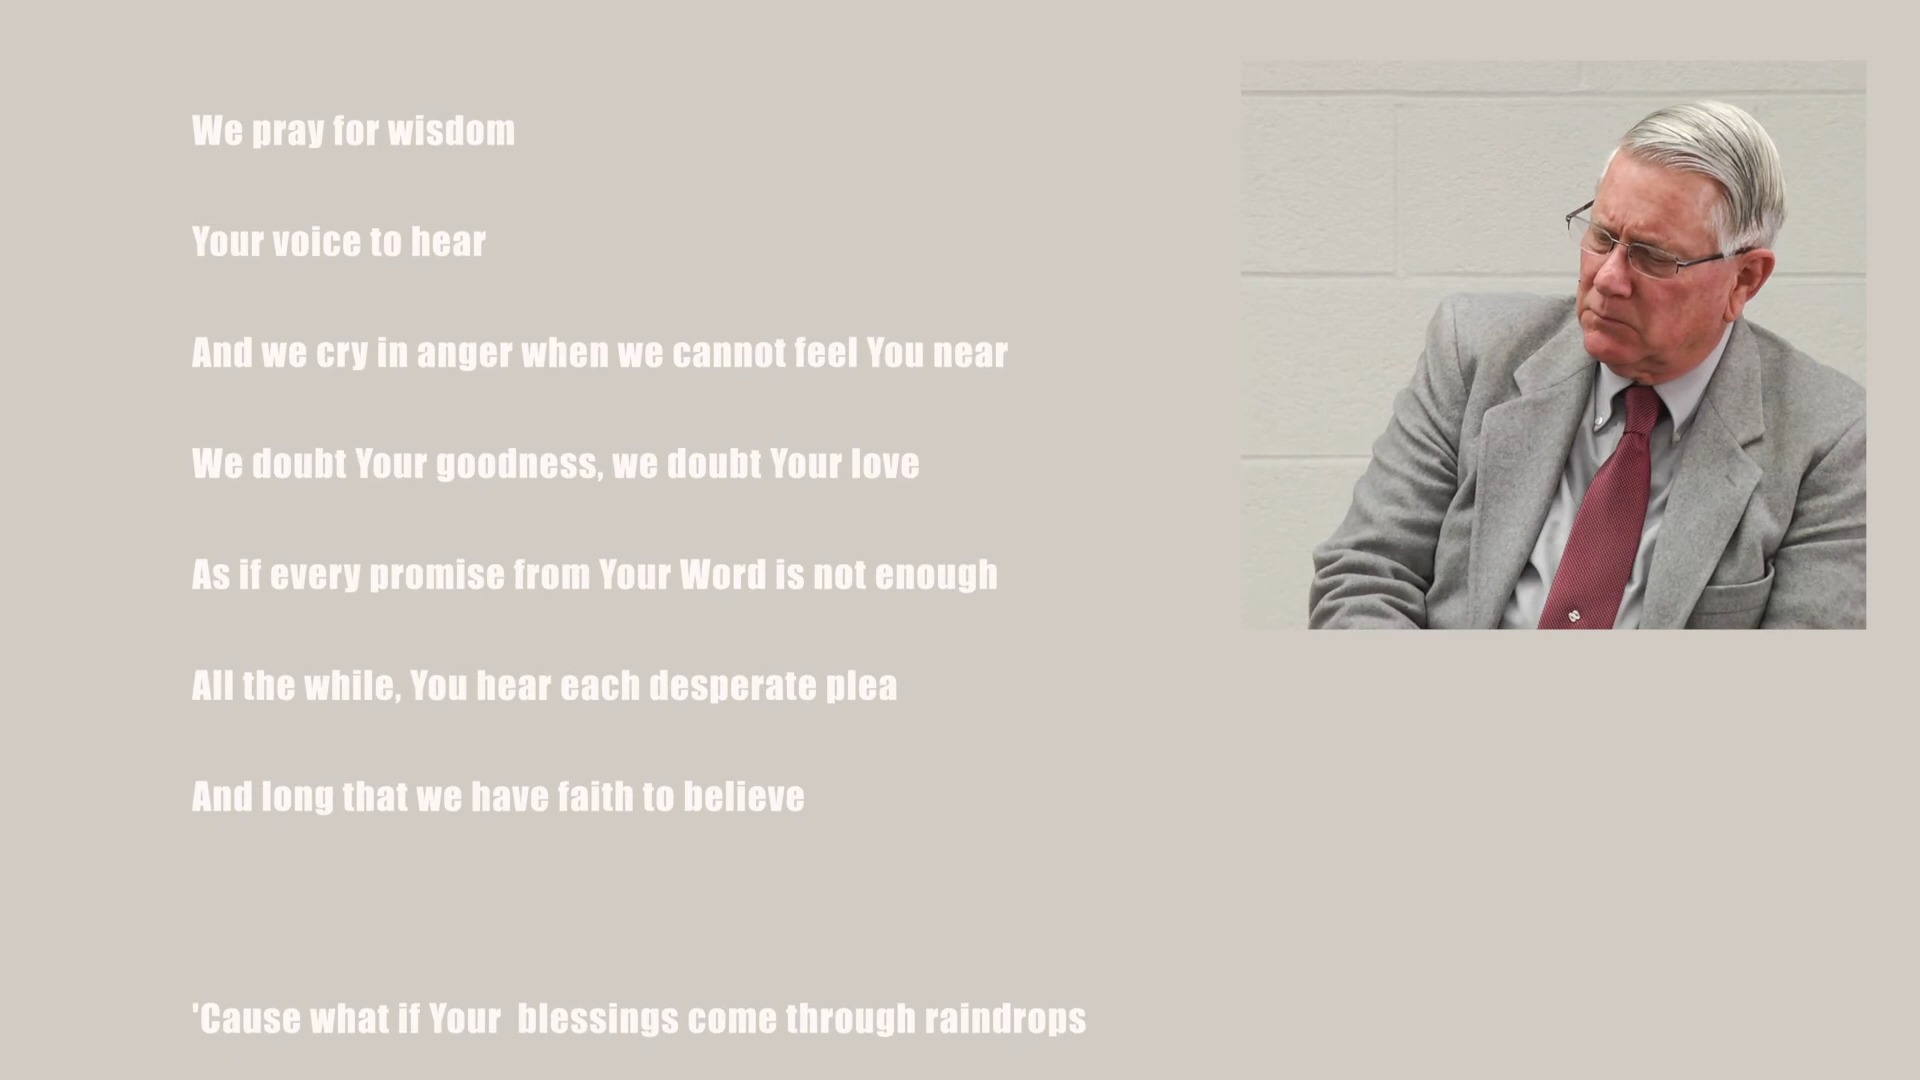 We pray for wisdom
Your voice to hear
And we cry in anger when we cannot feel You near
We doubt Your goodness, we doubt Your love
As if every promise from Your Word is not enough
All the while, You hear each desperate plea
And long that we have faith to believe
'Cause what if Your  blessings come through raindrops